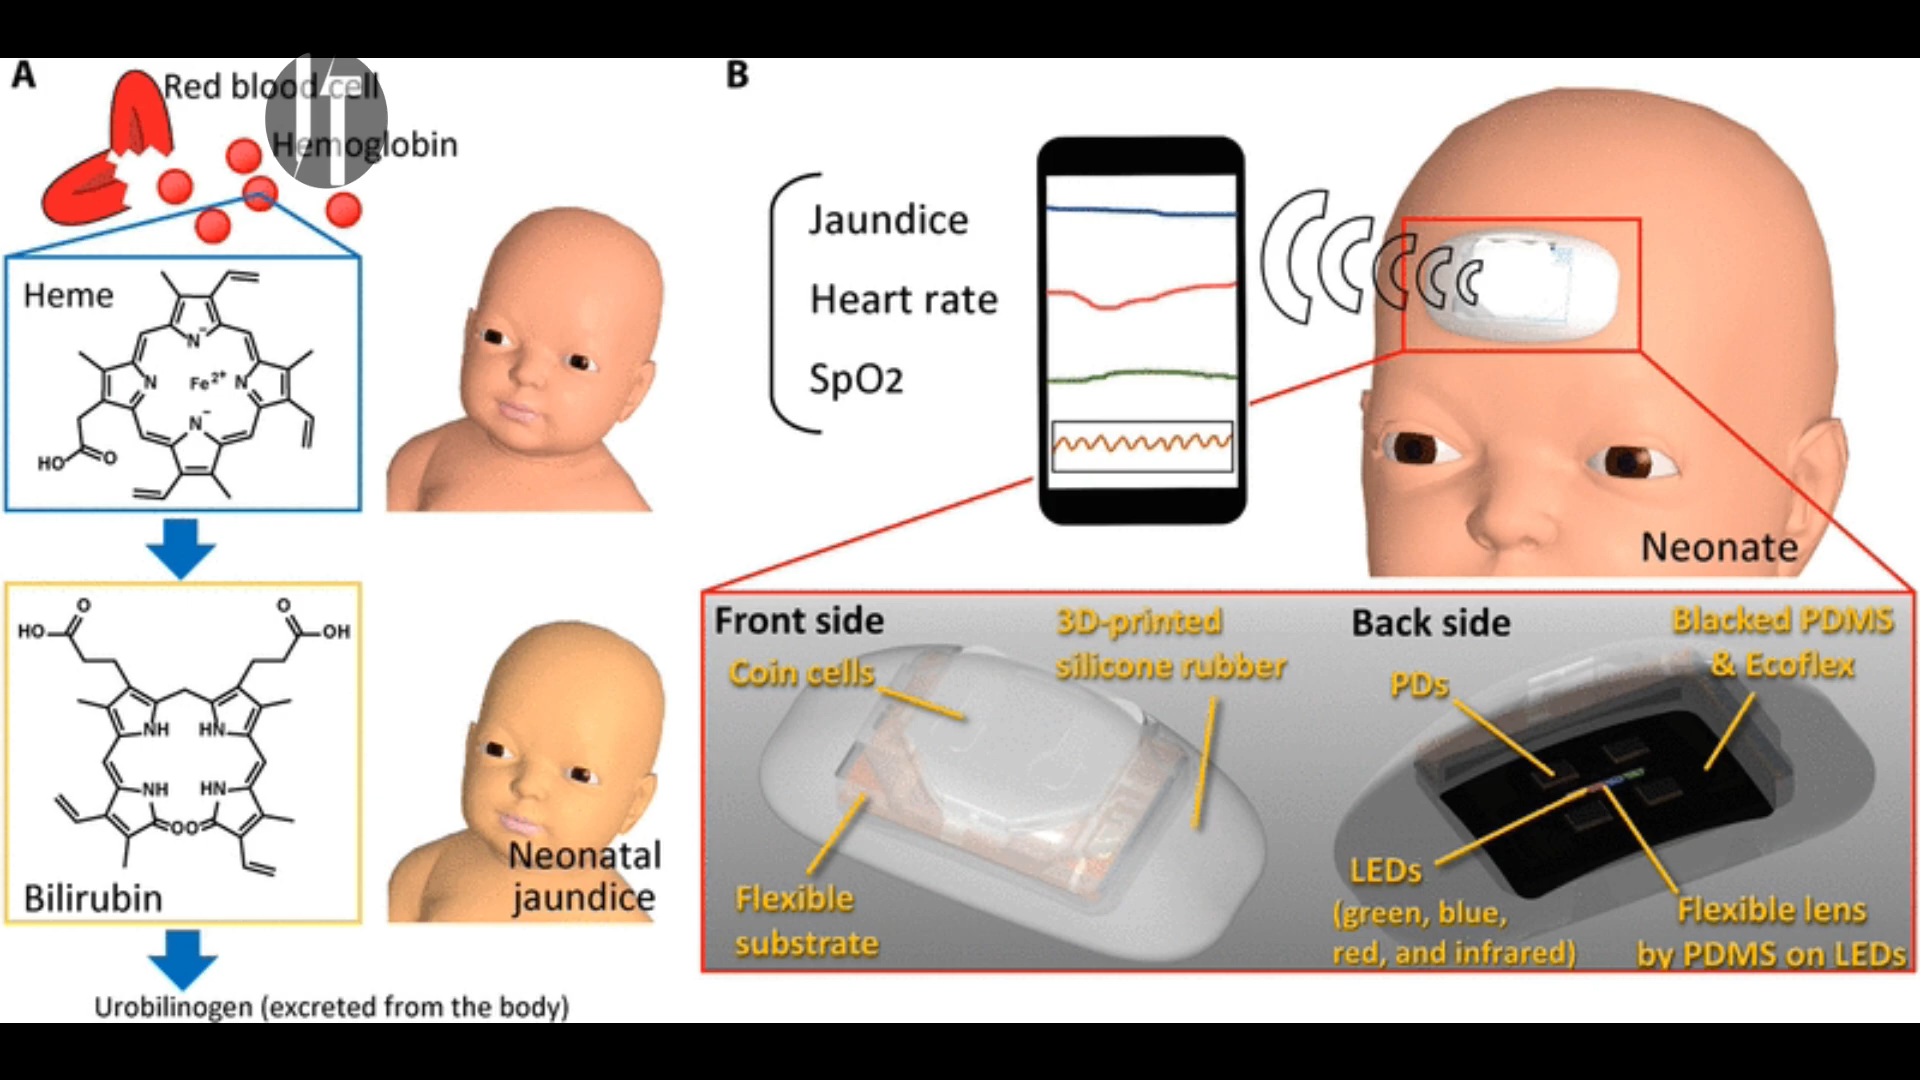 A
Red blood cell
Hemoglobin
Heme
N
N
Fe2+
N
N
HO
O
HO
O
O
OH
NH
HN
NH
HN
O
O
Bilirubin
Neonatal
jaundice
Urobilinogen (excreted from the body)
B
Jaundice
Heart rate
SpO2
Neonate
Front side
Coin cells
3D-printed
silicone rubber
Flexible
substrate
Back side
Blacked PDMS
& Ecoflex
PDs
LEDs
(green, blue,
red, and infrared)
Flexible lens
by PDMS on LEDs